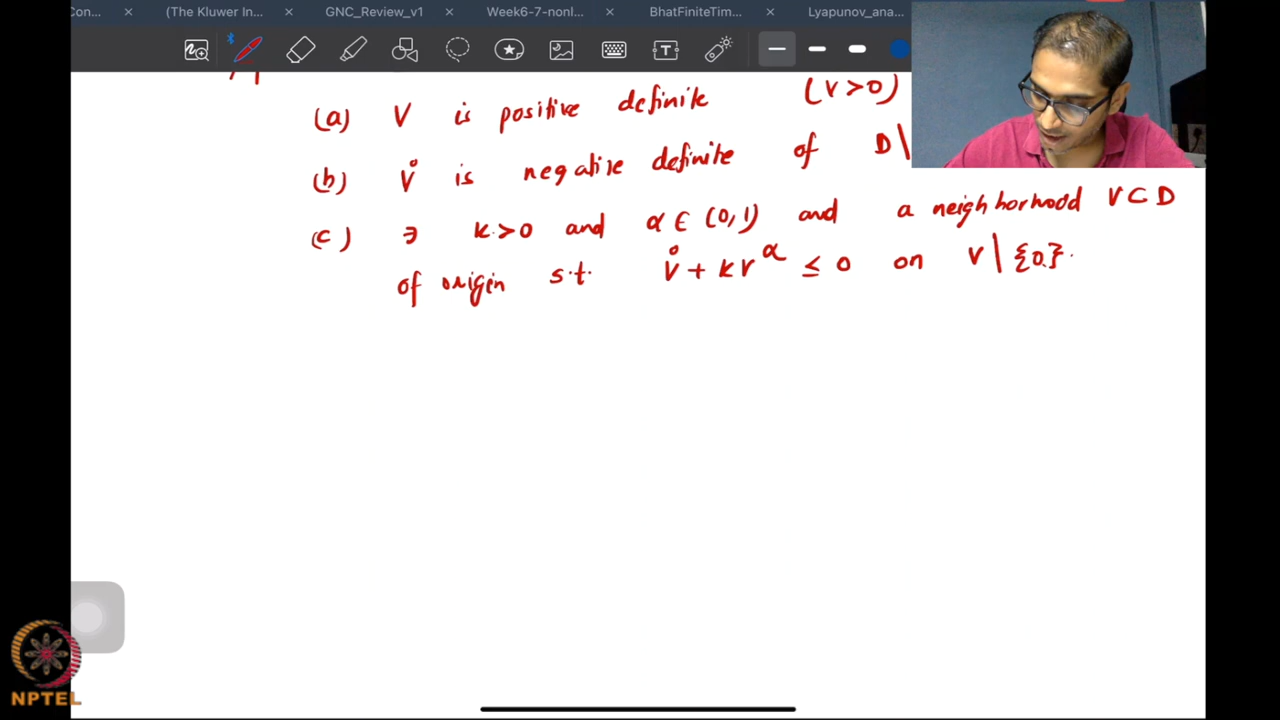 Con... (The Kluwer In... GNC_Review_v1 Week6-7-nonl... BhatFiniteTim... Lyapunov_ana...
(a) V is positive definite (V>0)
(b) V̇ is negative definite of D\
(c) ∃ k>0 and α ∈ (0,1) and a neighborhood V ⊂ D
of origin s.t. V̇ + kV^α ≤ 0 on V\{0}.
NPTEL